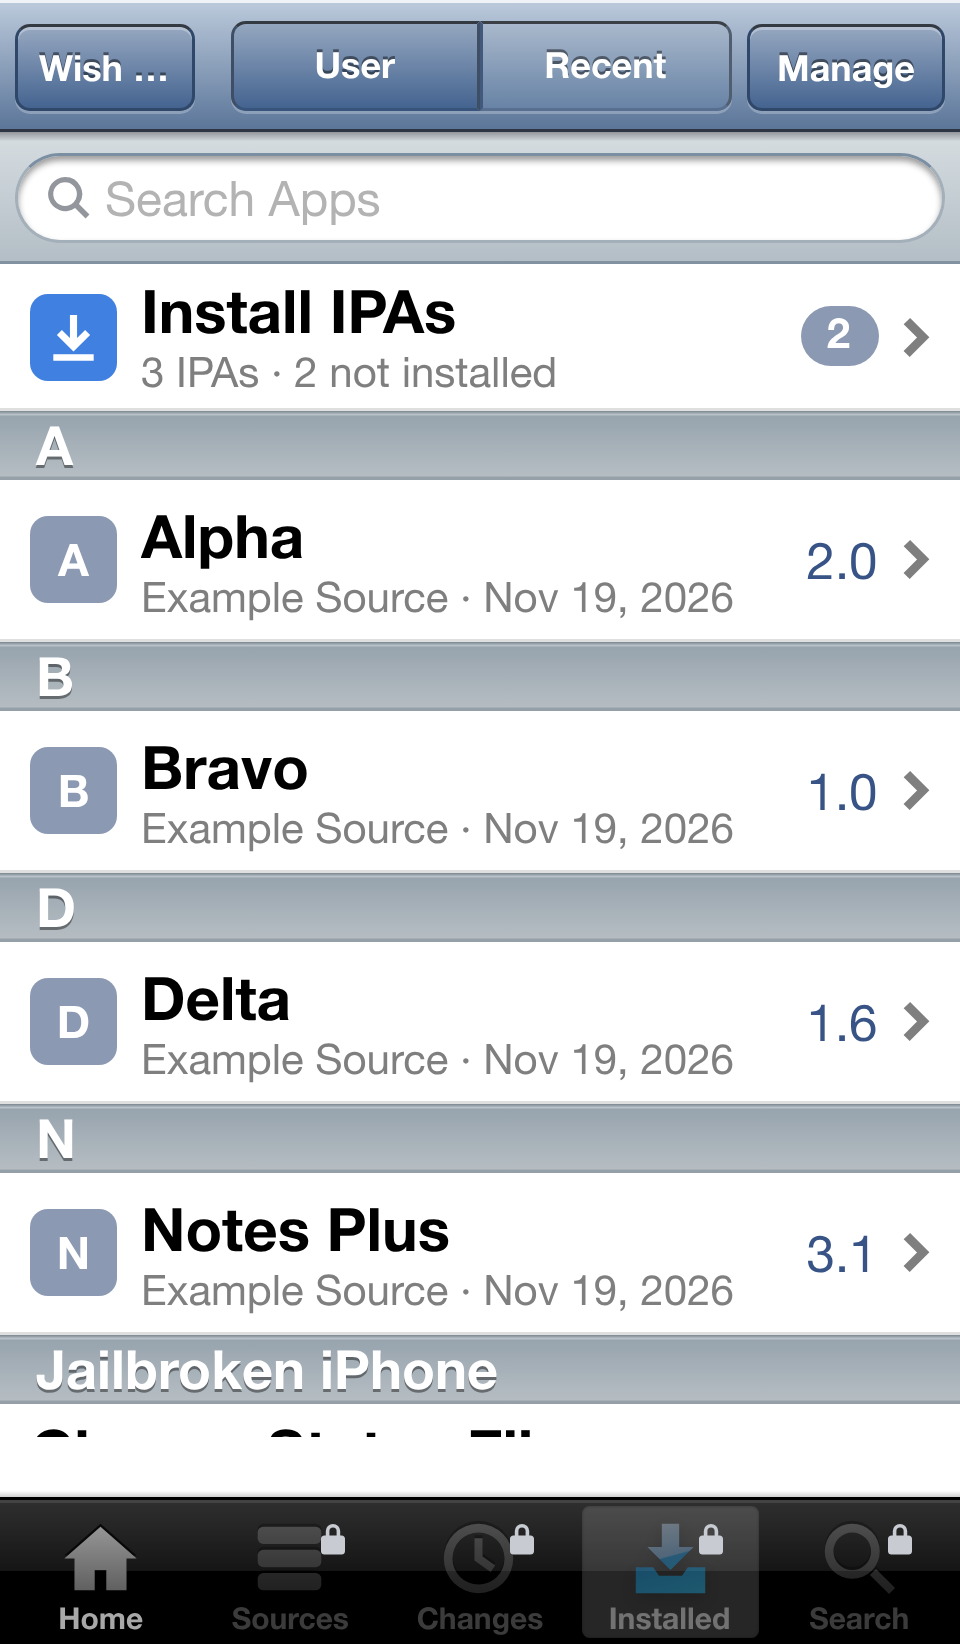 Wish ...
User
Recent
Manage
Search Apps
Install IPAs
3 IPAs · 2 not installed
2
A
A
Alpha
Example Source · Nov 19, 2026
2.0
B
B
Bravo
Example Source · Nov 19, 2026
1.0
D
D
Delta
Example Source · Nov 19, 2026
1.6
N
N
Notes Plus
Example Source · Nov 19, 2026
3.1
Jailbroken iPhone
Home
Sources
Changes
Installed
Search